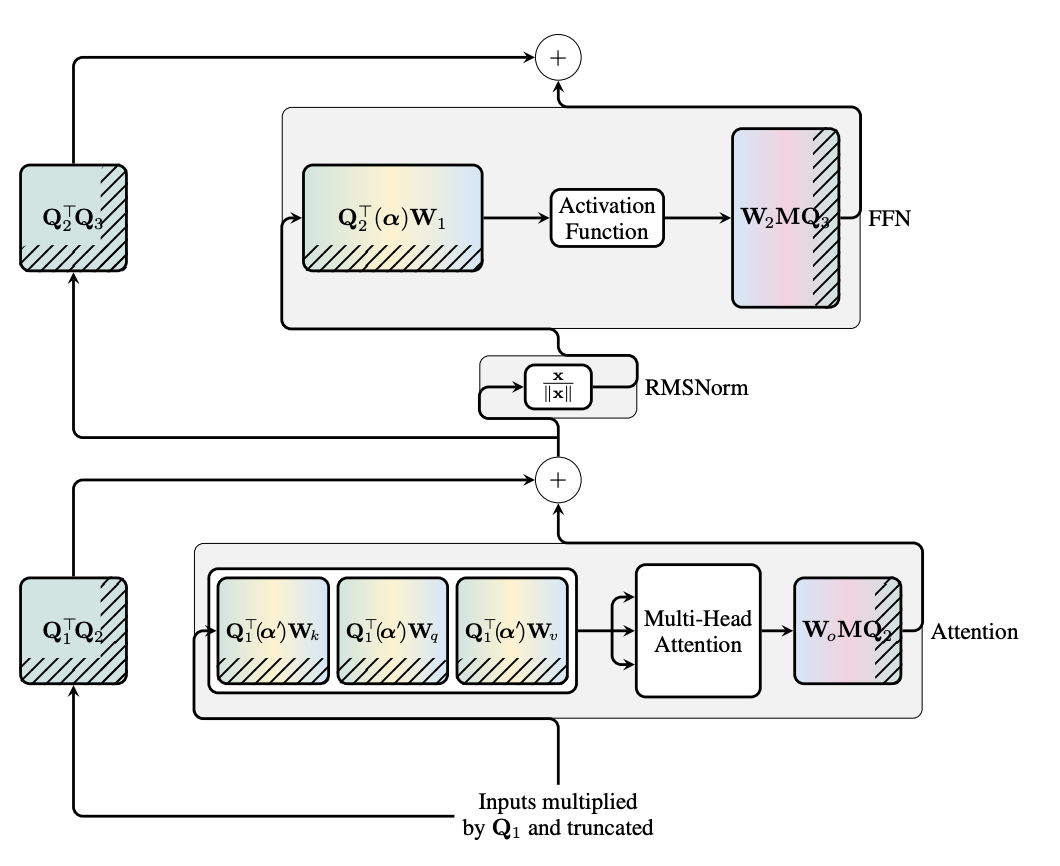 +
Q₂ᵀQ₃
Q₂ᵀ(α)W₁
Activation
Function
W₂MQ₃
FFN
x
‖x‖
RMSNorm
+
Q₁ᵀQ₂
Q₁ᵀ(α′)Wₖ
Q₁ᵀ(α′)W_q
Q₁ᵀ(α′)Wᵥ
Multi-Head
Attention
WₒMQ₂
Attention
Inputs multiplied
by Q₁ and truncated